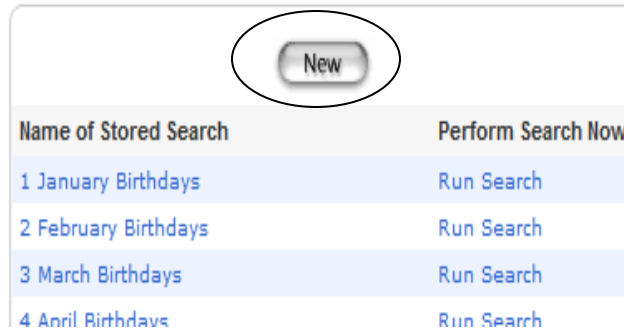 New
Name of Stored Search Perform Search Now
1 January Birthdays Run Search
2 February Birthdays Run Search
3 March Birthdays Run Search
4 April Birthdays Run Search